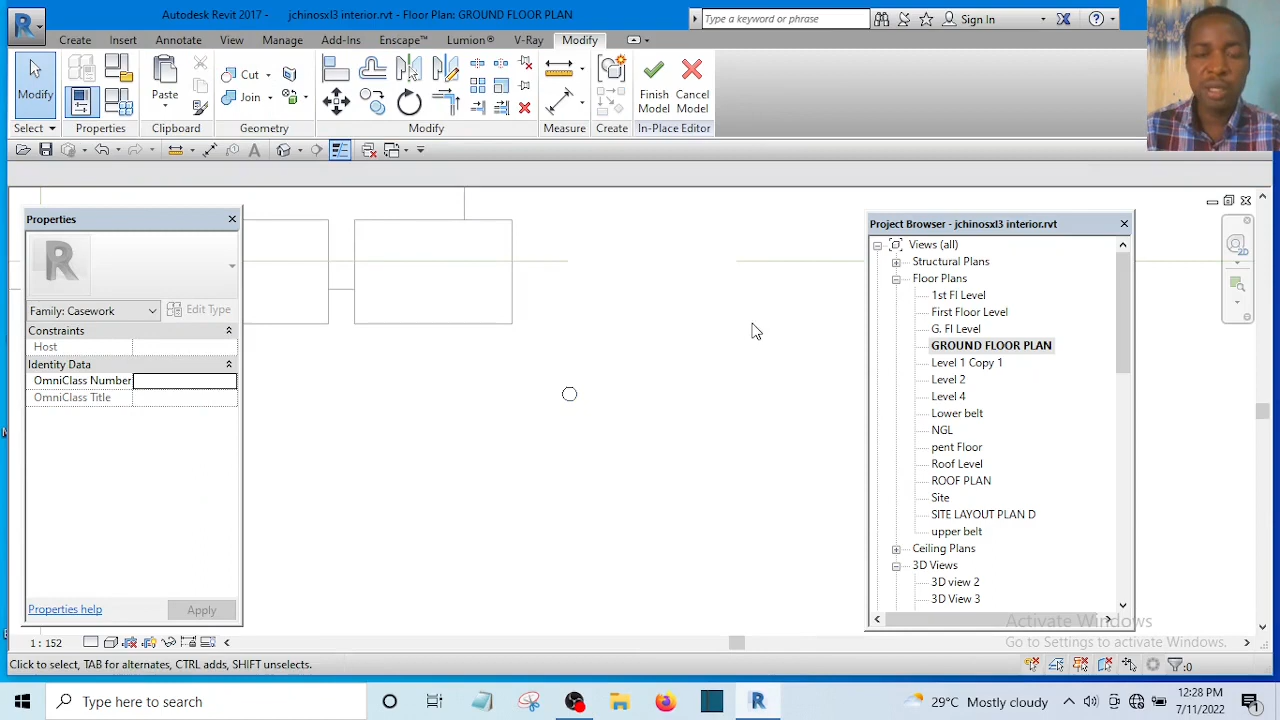 Autodesk Revit 2017 - jchinosxl3 interior.rvt - Floor Plan: GROUND FLOOR PLAN
Type a keyword or phrase
Sign In
Create Insert Annotate View Manage Add-Ins Enscape™ Lumion® V-Ray Modify
Modify
Paste
Cut
Join
Finish Model
Cancel Model
Select Properties Clipboard Geometry Modify Measure Create In-Place Editor
Properties
R
Family: Casework
Edit Type
Constraints
Host
Identity Data
OmniClass Number
OmniClass Title
Properties help
Apply
Project Browser - jchinosxl3 interior.rvt
Views (all)
Structural Plans
Floor Plans
1st Fl Level
First Floor Level
G. Fl Level
GROUND FLOOR PLAN
Level 1 Copy 1
Level 2
Level 4
Lower belt
NGL
pent Floor
Roof Level
ROOF PLAN
Site
SITE LAYOUT PLAN D
upper belt
Ceiling Plans
3D Views
3D view 2
3D View 3
2D
Activate Windows
Go to Settings to activate Windows.
1 : 152
Click to select, TAB for alternates, CTRL adds, SHIFT unselects.
:0
Type here to search
29°C Mostly cloudy
12:28 PM
7/11/2022